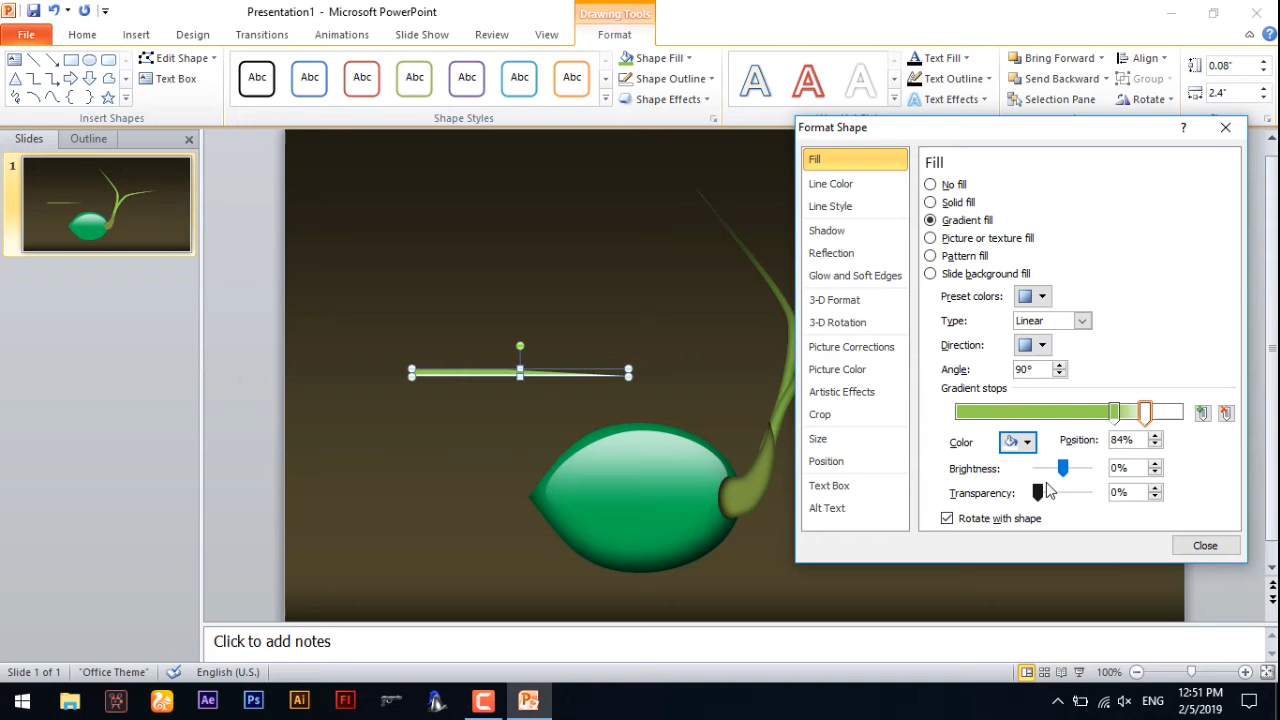 Presentation1 - Microsoft PowerPoint
Drawing Tools
File
Home
Insert
Design
Transitions
Animations
Slide Show
Review
View
Format
Edit Shape
Text Box
Insert Shapes
Abc
Abc
Abc
Abc
Abc
Abc
Abc
Shape Styles
Shape Fill
Shape Outline
Shape Effects
A
A
A
Text Fill
Text Outline
Text Effects
Bring Forward
Send Backward
Selection Pane
Align
Group
Rotate
0.08"
2.4"
Slides
Outline
1
Format Shape
?
Fill
Line Color
Line Style
Shadow
Reflection
Glow and Soft Edges
3-D Format
3-D Rotation
Picture Corrections
Picture Color
Artistic Effects
Crop
Size
Position
Text Box
Alt Text
Fill
No fill
Solid fill
Gradient fill
Picture or texture fill
Pattern fill
Slide background fill
Preset colors:
Type:
Linear
Direction:
Angle:
90°
Gradient stops
Color
Position:
84%
Brightness:
0%
Transparency:
0%
Rotate with shape
Close
Click to add notes
Slide 1 of 1
"Office Theme"
English (U.S.)
100%
Ae
Ps
Ai
Fl
ENG
12:51 PM
2/5/2019